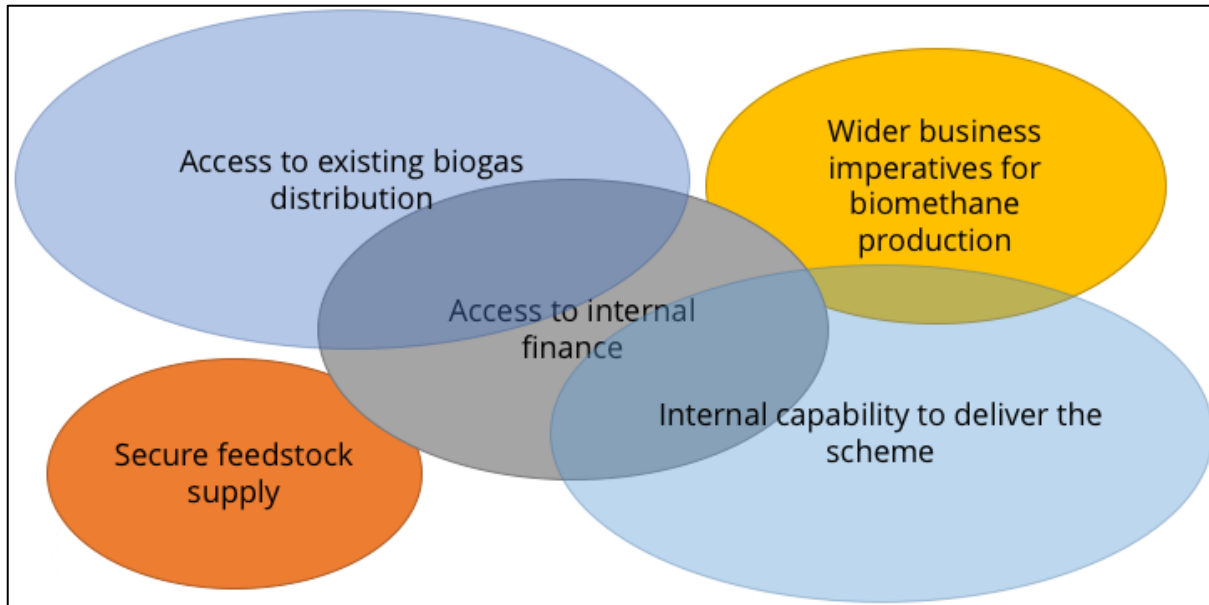 Access to existing biogas
distribution
Wider business
imperatives for
biomethane
production
Access to internal
finance
Internal capability to deliver the
scheme
Secure feedstock
supply